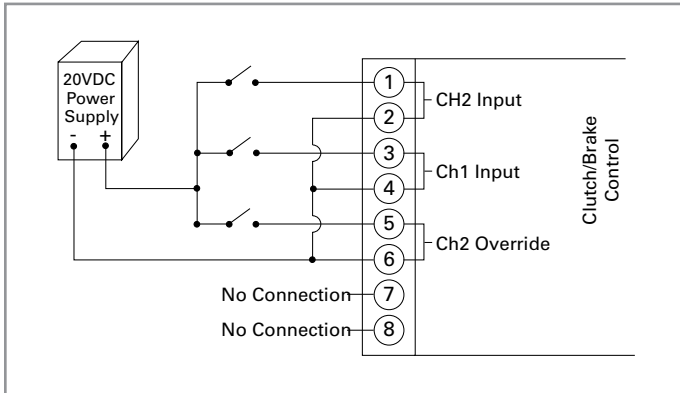 20VDC
Power
Supply
- +
1
CH2 Input
2
3
Ch1 Input
4
5
Ch2 Override
6
No Connection 7
No Connection 8
Clutch/Brake
Control